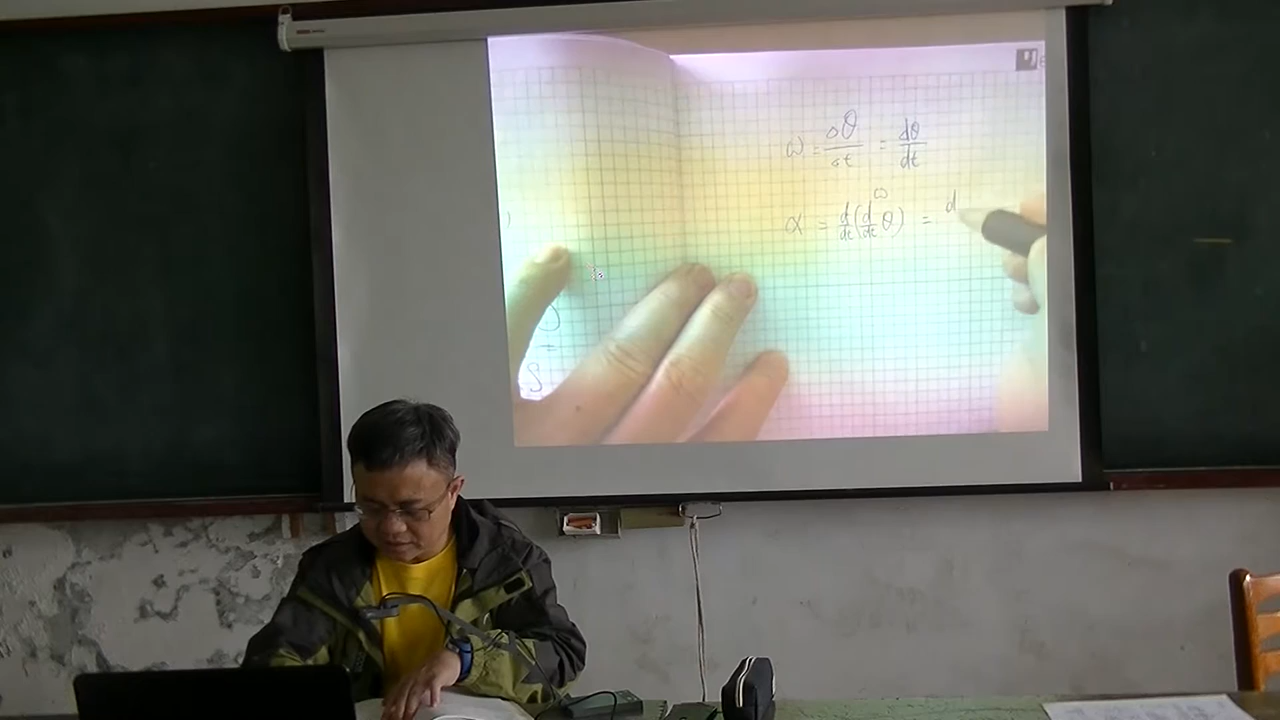 ω = Δθ/Δt = dθ/dt
ω
α = d/dt(d/dt θ) = d
)
S